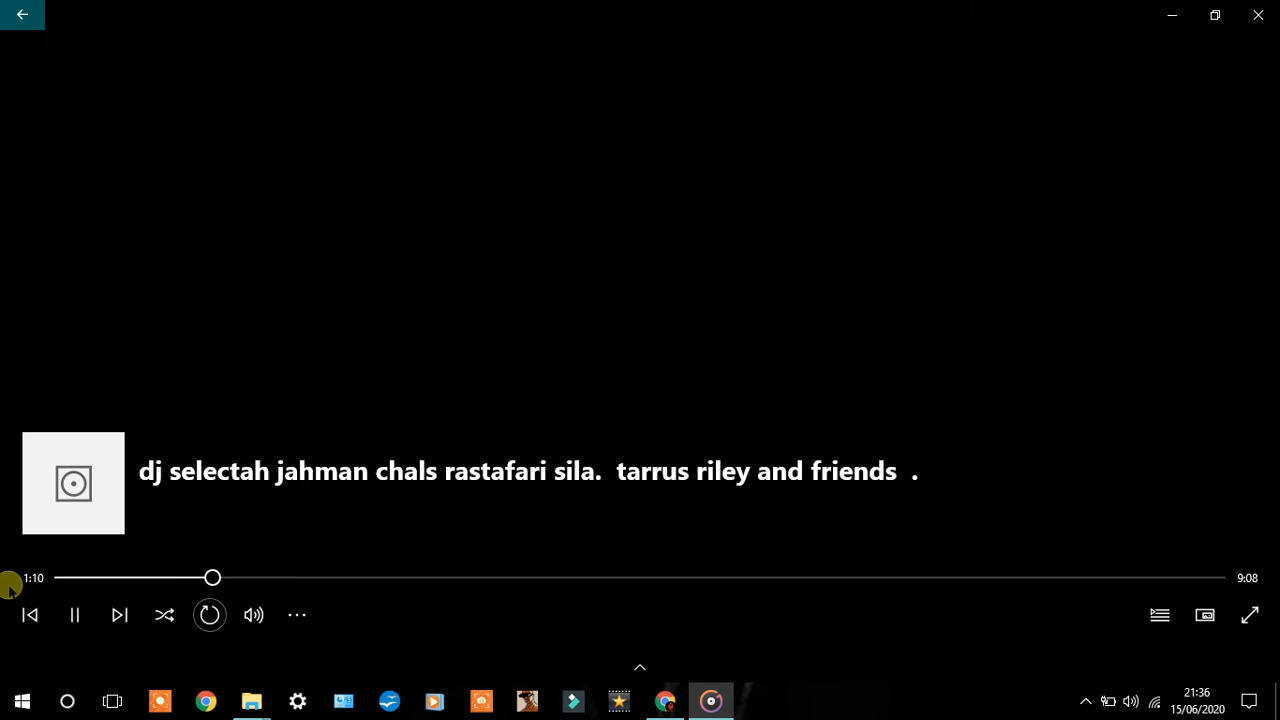 dj selectah jahman chals rastafari sila.  tarrus riley and friends  .
1:10
9:08
21:36
15/06/2020